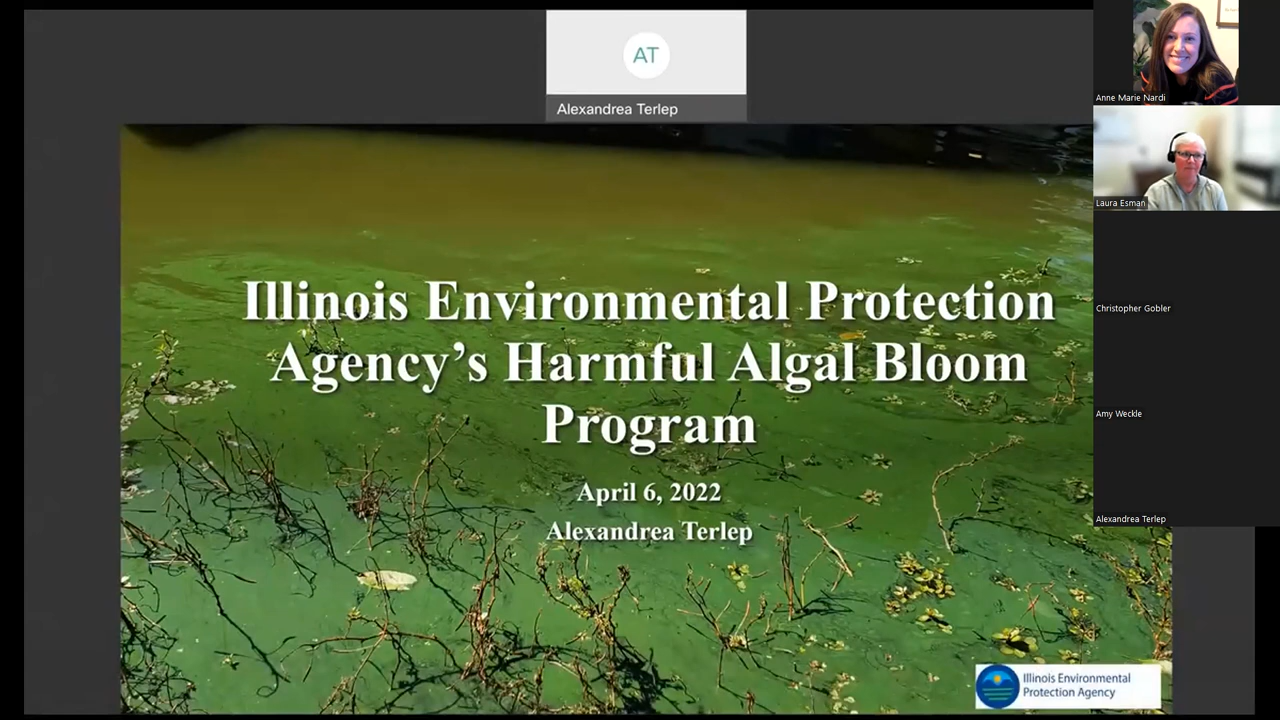 AT
Alexandrea Terlep
Illinois Environmental Protection
Agency's Harmful Algal Bloom
Program
April 6, 2022
Alexandrea Terlep
Illinois Environmental
Protection Agency
Anne Marie Nardi
Laura Esman
Christopher Gobler
Amy Weckle
Alexandrea Terlep